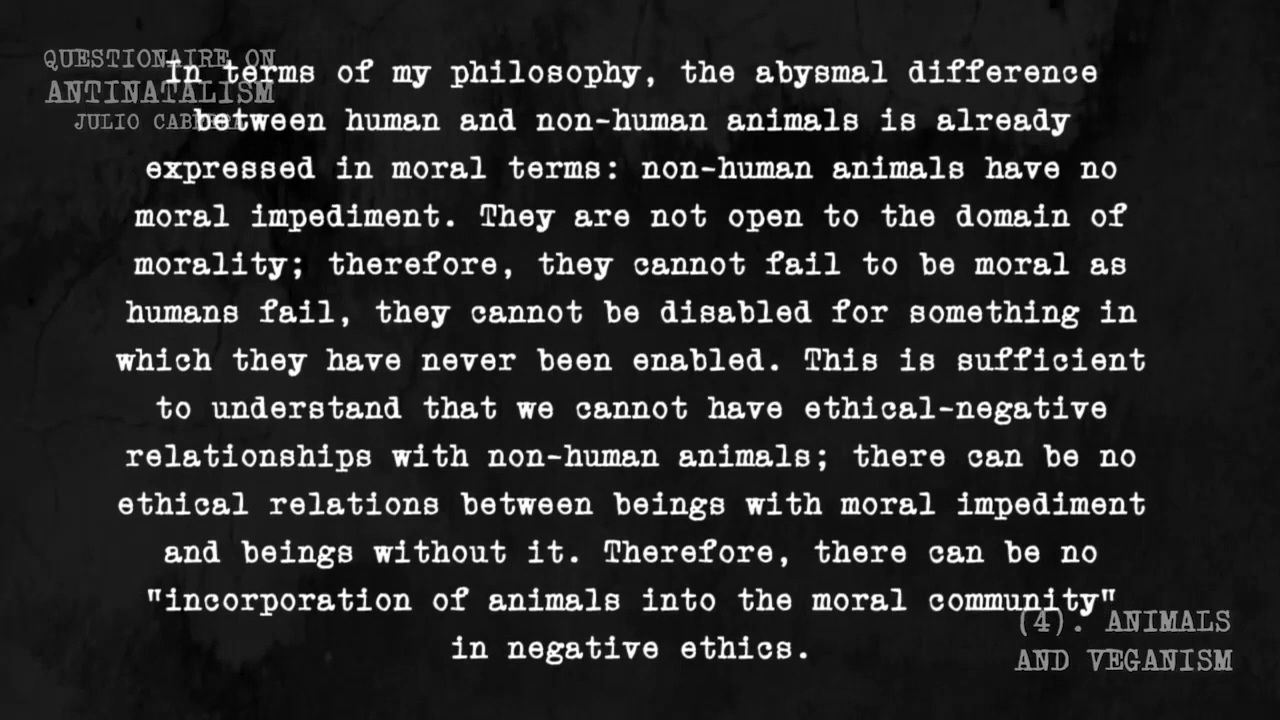 QUESTIONAIRE ON
ANTINATALISM
JULIO
In terms of my philosophy, the abysmal difference
between human and non-human animals is already
expressed in moral terms: non-human animals have no
moral impediment. They are not open to the domain of
morality; therefore, they cannot fail to be moral as
humans fail, they cannot be disabled for something in
which they have never been enabled. This is sufficient
to understand that we cannot have ethical-negative
relationships with non-human animals; there can be no
ethical relations between beings with moral impediment
and beings without it. Therefore, there can be no
"incorporation of animals into the moral community"
in negative ethics.
(4). ANIMALS
AND VEGANISM